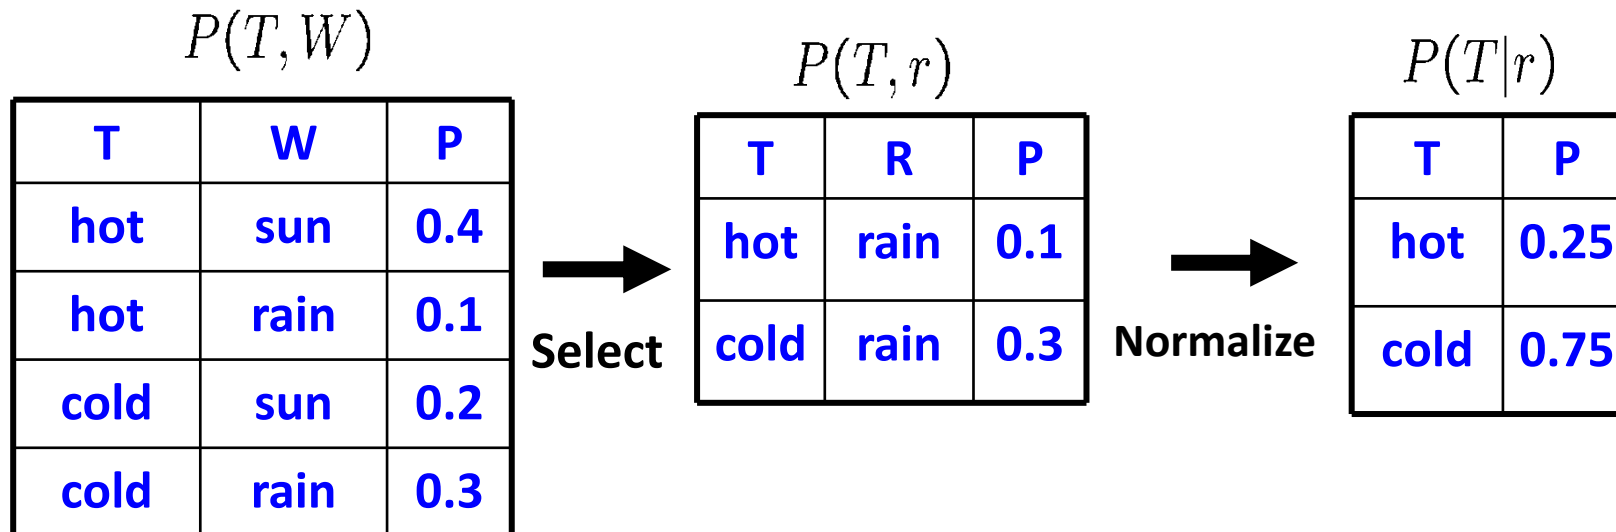 P(T, W)
T W P
hot sun 0.4
hot rain 0.1
cold sun 0.2
cold rain 0.3
Select
P(T, r)
T R P
hot rain 0.1
cold rain 0.3
Normalize
P(T|r)
T P
hot 0.25
cold 0.75